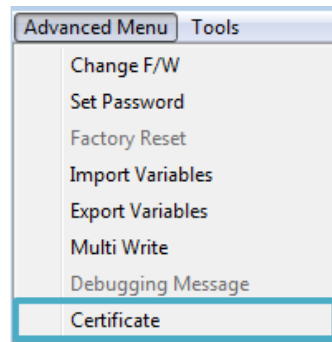 Advanced Menu Tools
Change F/W
Set Password
Factory Reset
Import Variables
Export Variables
Multi Write
Debugging Message
Certificate